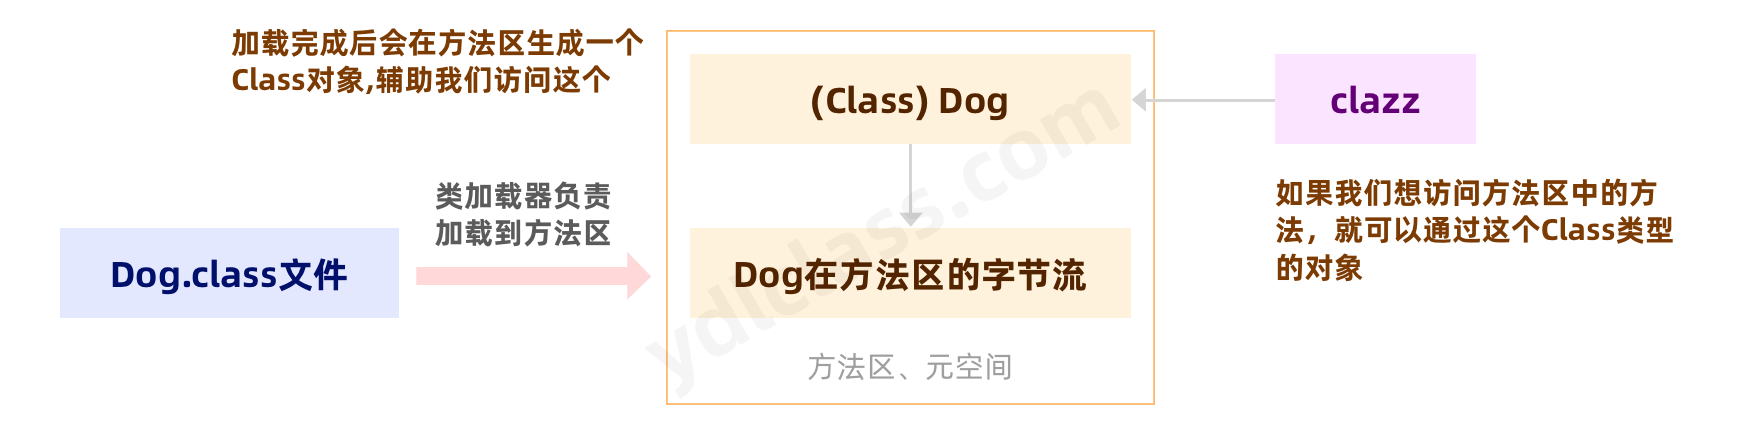 加载完成后会在方法区生成一个
Class对象,辅助我们访问这个
(Class) Dog
clazz
类加载器负责
加载到方法区
如果我们想访问方法区中的方
法，就可以通过这个Class类型
的对象
Dog.class文件
Dog在方法区的字节流
方法区、元空间
ydlclass.com